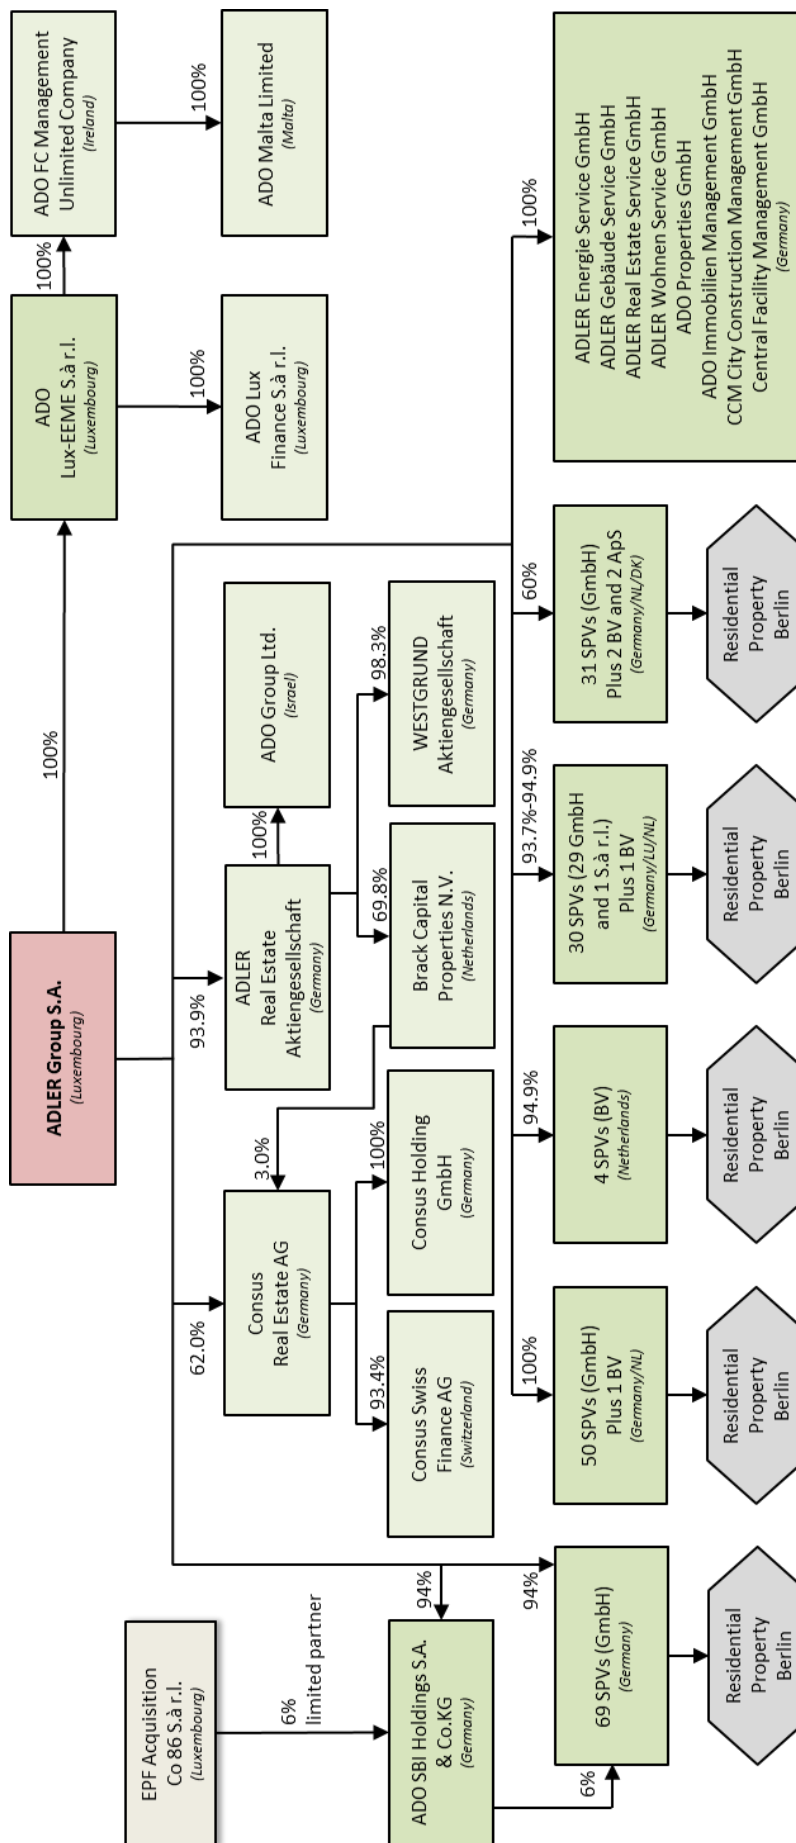 ADLER Group S.A.
(Luxembourg)
100%
ADO
Lux-EEME S.à r.l.
(Luxembourg)
100%
ADO FC Management
Unlimited Company
(Ireland)
100%
ADO Lux
Finance S.à r.l.
(Luxembourg)
100%
ADO Malta Limited
(Malta)
EPF Acquisition
Co 86 S.à r.l.
(Luxembourg)
6%
limited partner
62.0%
Consus
Real Estate AG
(Germany)
3.0%
93.9%
ADLER
Real Estate
Aktiengesellschaft
(Germany)
100%
ADO Group Ltd.
(Israel)
94%
ADO SBI Holdings S.A.
& Co.KG
(Germany)
93.4%
Consus Swiss
Finance AG
(Switzerland)
100%
Consus Holding
GmbH
(Germany)
69.8%
Brack Capital
Properties N.V.
(Netherlands)
98.3%
WESTGRUND
Aktiengesellschaft
(Germany)
6%
94%
69 SPVs (GmbH)
(Germany)
100%
50 SPVs (GmbH)
Plus 1 BV
(Germany/NL)
94.9%
4 SPVs (BV)
(Netherlands)
93.7%-94.9%
30 SPVs (29 GmbH
and 1 S.à r.l.)
Plus 1 BV
(Germany/LU/NL)
60%
31 SPVs (GmbH)
Plus 2 BV and 2 ApS
(Germany/NL/DK)
100%
ADLER Energie Service GmbH
ADLER Gebäude Service GmbH
ADLER Real Estate Service GmbH
ADLER Wohnen Service GmbH
ADO Properties GmbH
ADO Immobilien Management GmbH
CCM City Construction Management GmbH
Central Facility Management GmbH
(Germany)
Residential
Property
Berlin
Residential
Property
Berlin
Residential
Property
Berlin
Residential
Property
Berlin
Residential
Property
Berlin